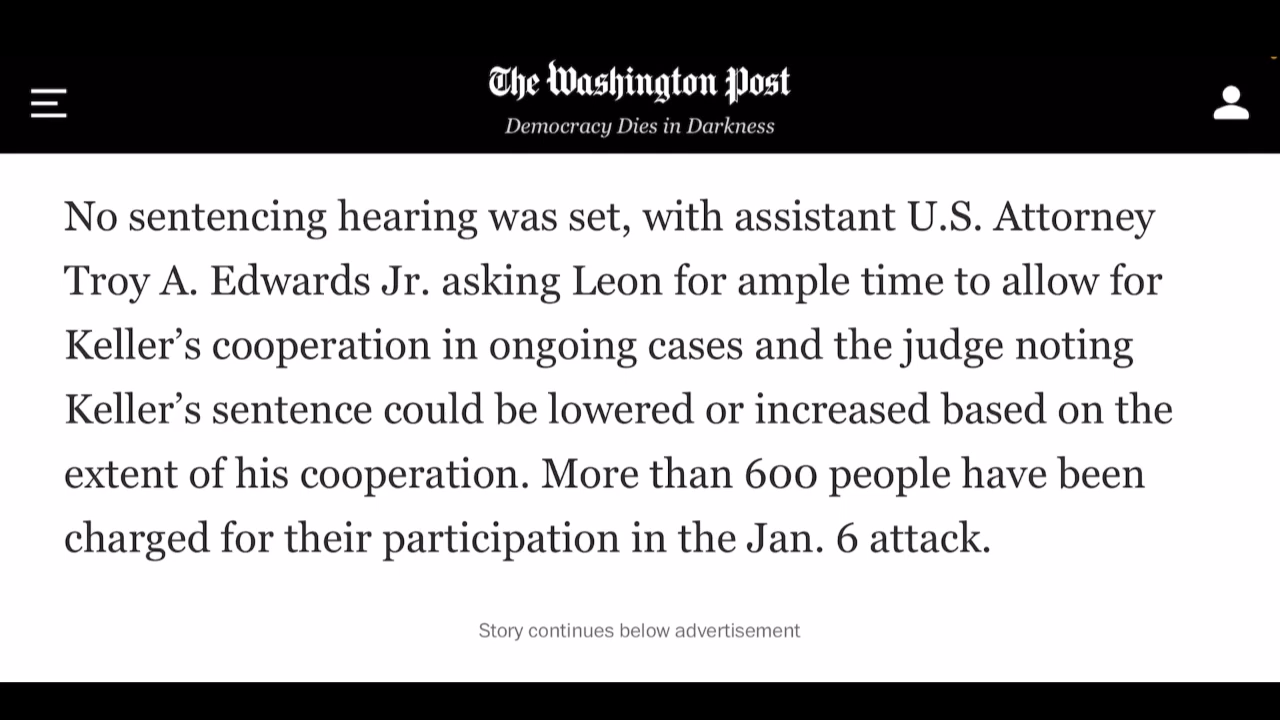 The Washington Post
Democracy Dies in Darkness
No sentencing hearing was set, with assistant U.S. Attorney
Troy A. Edwards Jr. asking Leon for ample time to allow for
Keller’s cooperation in ongoing cases and the judge noting
Keller’s sentence could be lowered or increased based on the
extent of his cooperation. More than 600 people have been
charged for their participation in the Jan. 6 attack.
Story continues below advertisement